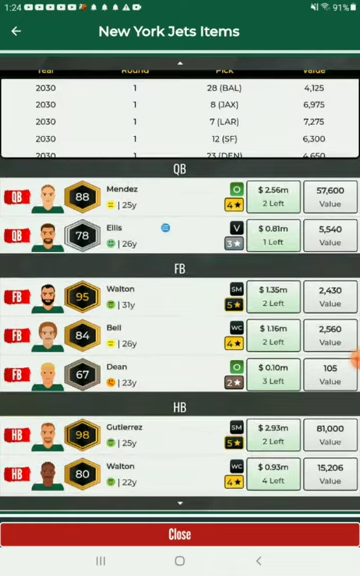 1:24
91%
New York Jets Items
Year Round Pick Value
2030 1 28 (BAL) 4,125
2030 1 8 (JAX) 6,975
2030 1 7 (LAR) 7,275
2030 1 12 (SF) 6,300
2030 1 23 (DEN) 4,650
QB
QB 88 Mendez 25y O 4★ $ 2.56m 2 Left 57,600 Value
QB 78 Ellis 26y V 3★ $ 0.81m 1 Left 5,540 Value
FB
FB 95 Walton 31y SM 5★ $ 1.35m 2 Left 2,430 Value
FB 84 Bell 26y WC 4★ $ 1.16m 2 Left 2,560 Value
FB 67 Dean 23y O 2★ $ 0.10m 3 Left 105 Value
HB
HB 98 Gutierrez 25y SM 5★ $ 2.93m 2 Left 81,000 Value
HB 80 Walton 22y WC 4★ $ 0.93m 4 Left 15,206 Value
Close